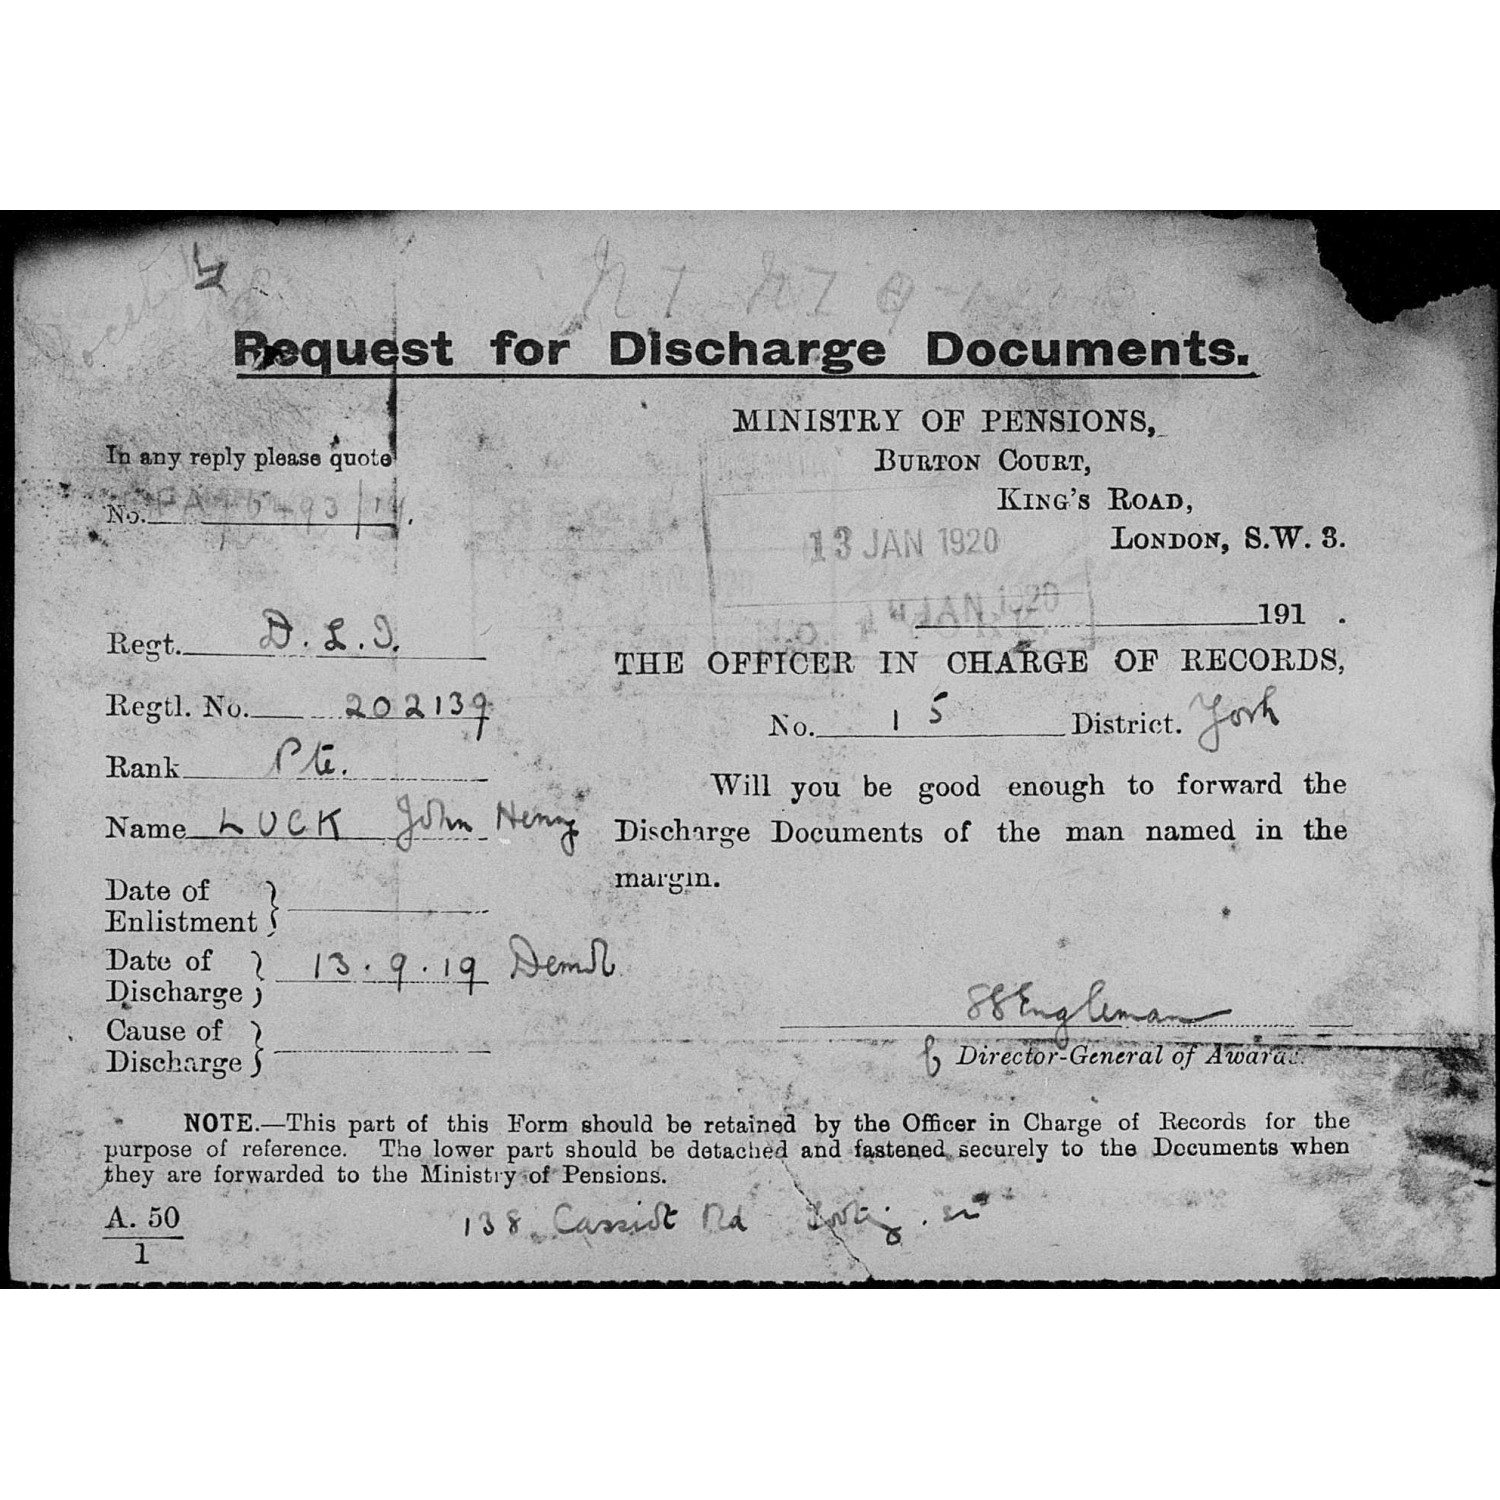 Request for Discharge Documents.
MINISTRY OF PENSIONS,
BURTON COURT,
KING'S ROAD,
LONDON, S.W. 3.
In any reply please quote
No.
13 JAN 1920
14 JAN 1920
191 .
Regt. D.L.I.
Regtl. No. 202139
Rank Pte.
Name LUCK John Henry
Date of Enlistment
Date of Discharge 13.9.19 Demob
Cause of Discharge
THE OFFICER IN CHARGE OF RECORDS,
No. 15 District. York
Will you be good enough to forward the
Discharge Documents of the man named in the
margin.
Engleman
Director-General of Awards.
NOTE.—This part of this Form should be retained by the Officer in Charge of Records for the
purpose of reference. The lower part should be detached and fastened securely to the Documents when
they are forwarded to the Ministry of Pensions.
A. 50
1
138 Rd